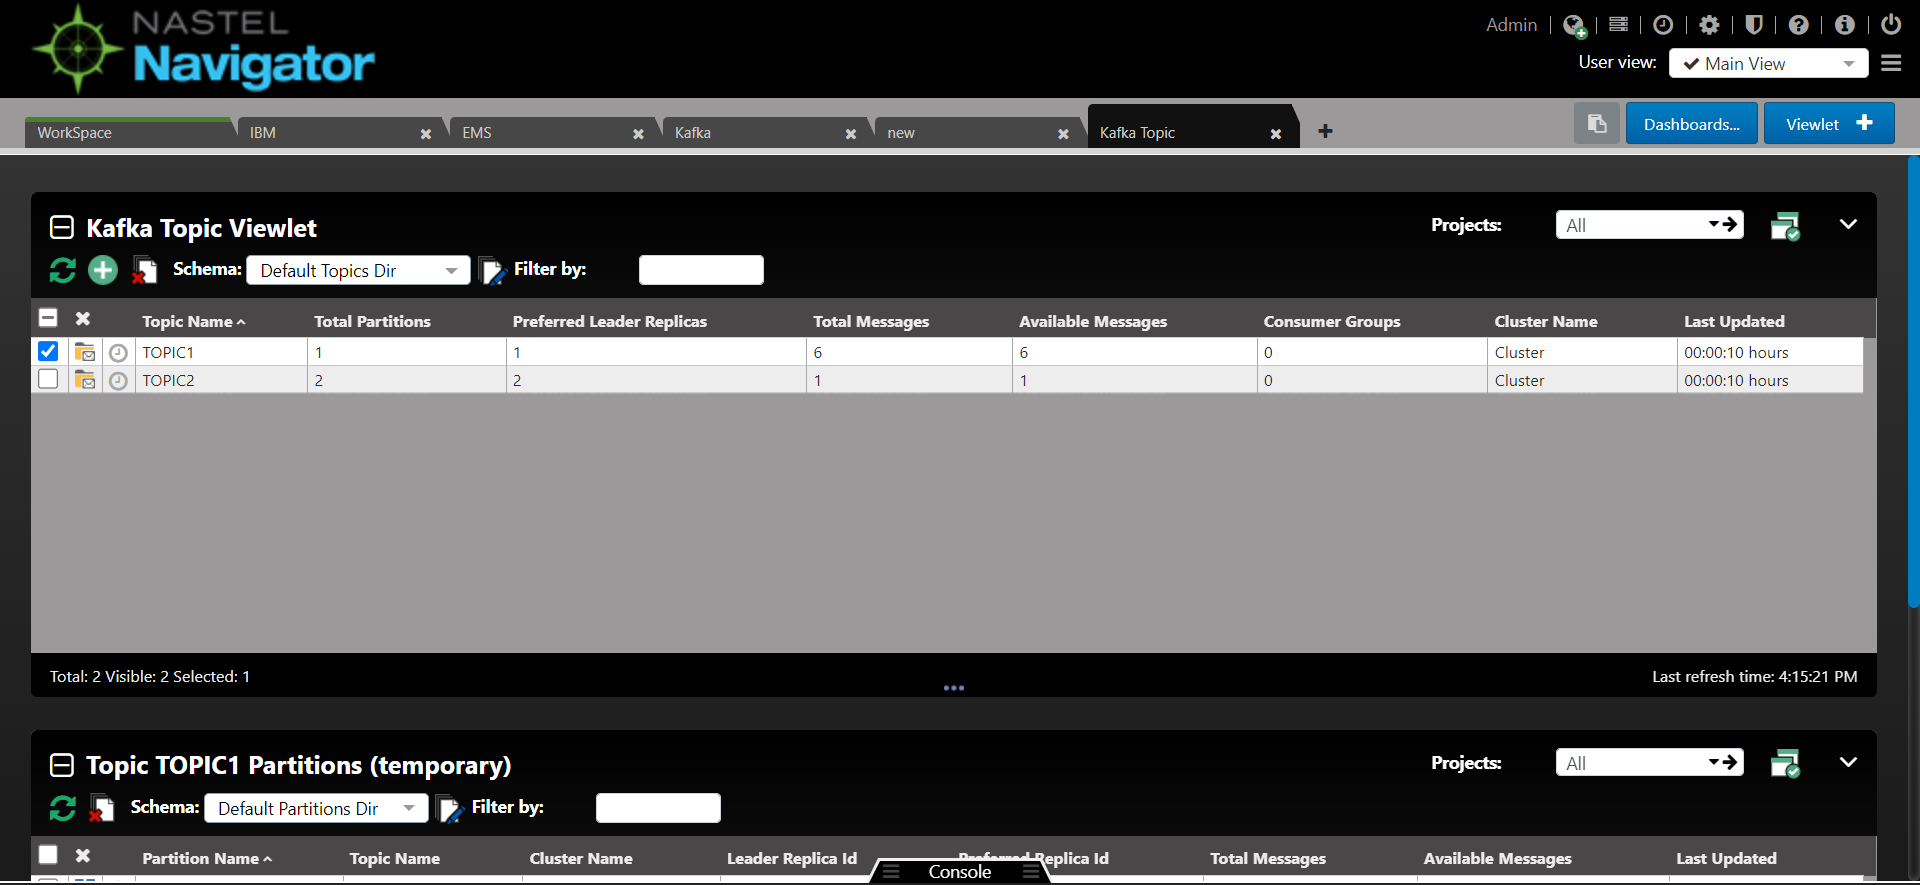 NASTEL
Navigator
Admin
User view: Main View
WorkSpace IBM EMS Kafka new Kafka Topic
Dashboards... Viewlet
Kafka Topic Viewlet
Projects: All
Schema: Default Topics Dir Filter by:
Topic Name Total Partitions Preferred Leader Replicas Total Messages Available Messages Consumer Groups Cluster Name Last Updated
TOPIC1 1 1 6 6 0 Cluster 00:00:10 hours
TOPIC2 2 2 1 1 0 Cluster 00:00:10 hours
Total: 2 Visible: 2 Selected: 1
Last refresh time: 4:15:21 PM
Topic TOPIC1 Partitions (temporary)
Projects: All
Schema: Default Partitions Dir Filter by:
Partition Name Topic Name Cluster Name Leader Replica Id Preferred Replica Id Total Messages Available Messages Last Updated
Console